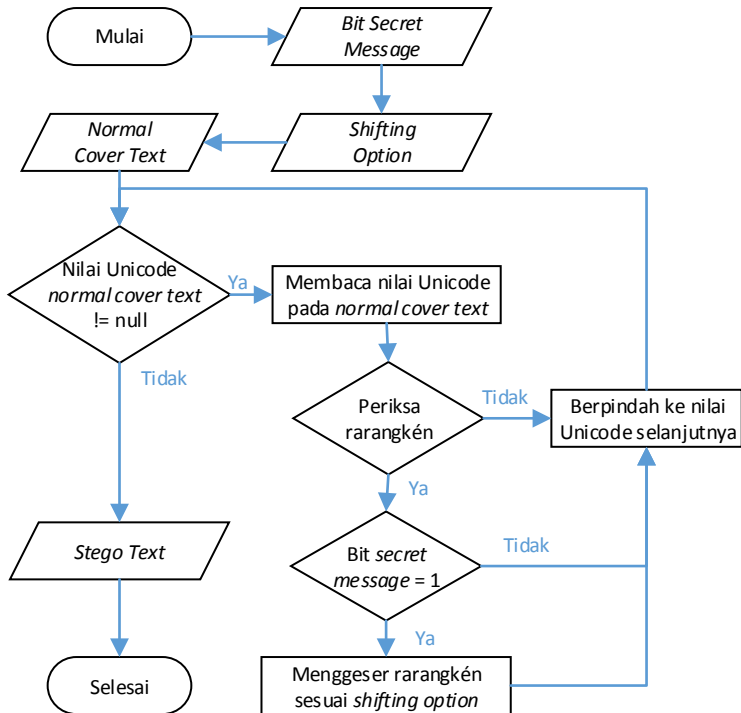 Mulai
Bit Secret
Message
Normal
Cover Text
Shifting
Option
Nilai Unicode
normal cover text
!= null
Ya
Membaca nilai Unicode
pada normal cover text
Tidak
Periksa
rarangkén
Tidak
Berpindah ke nilai
Unicode selanjutnya
Ya
Stego Text
Bit secret
message = 1
Tidak
Ya
Selesai
Menggeser rarangkén
sesuai shifting option